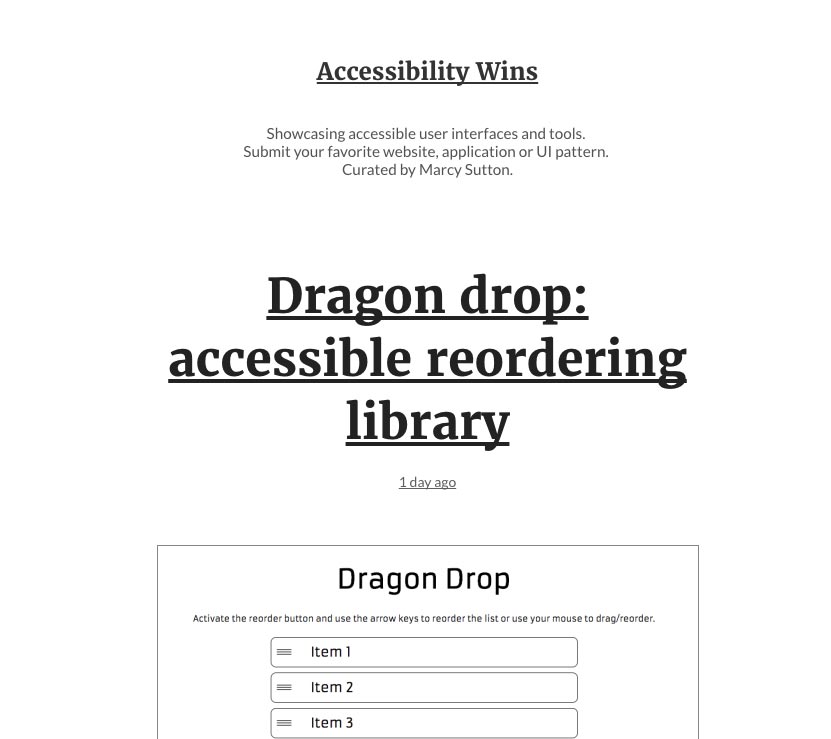 Accessibility Wins
Showcasing accessible user interfaces and tools.
Submit your favorite website, application or UI pattern.
Curated by Marcy Sutton.
Dragon drop:
accessible reordering
library
1 day ago
Dragon Drop
Activate the reorder button and use the arrow keys to reorder the list or use your mouse to drag/reorder.
Item 1
Item 2
Item 3